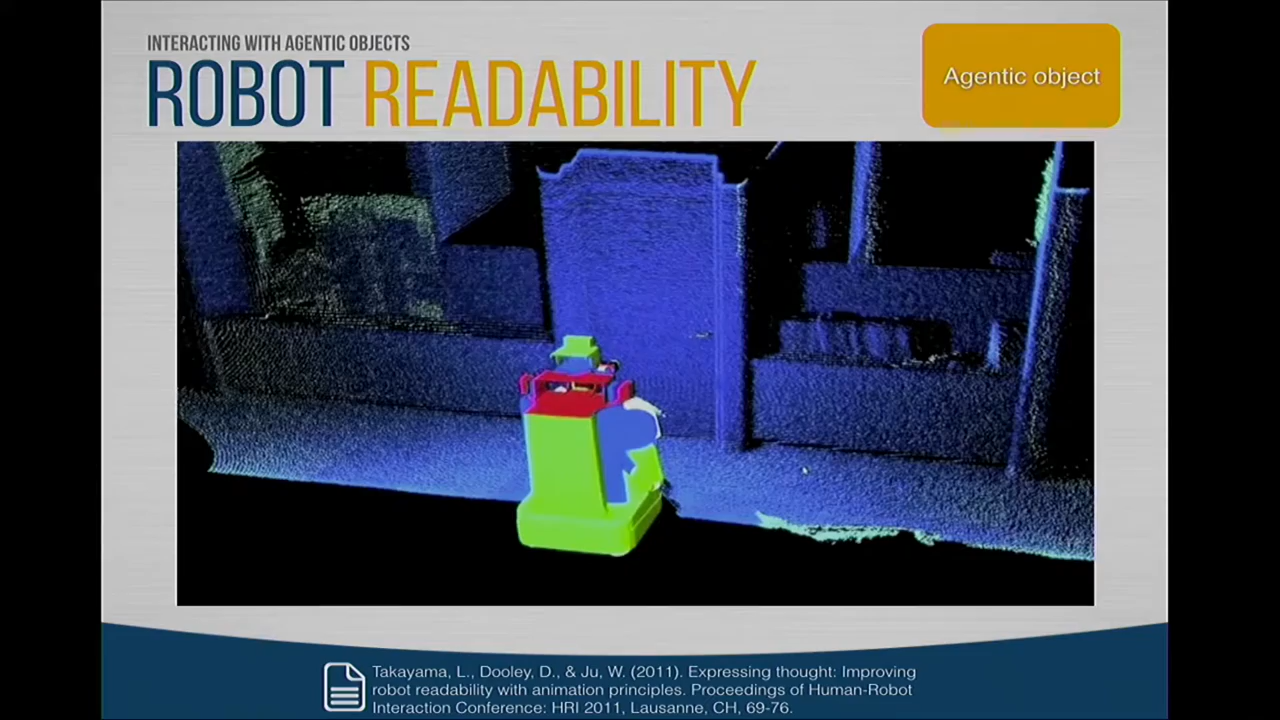 INTERACTING WITH AGENTIC OBJECTS
ROBOT READABILITY
Agentic object
Takayama, L., Dooley, D., & Ju, W. (2011). Expressing thought: Improving
robot readability with animation principles. Proceedings of Human-Robot
Interaction Conference: HRI 2011, Lausanne, CH, 69-76.